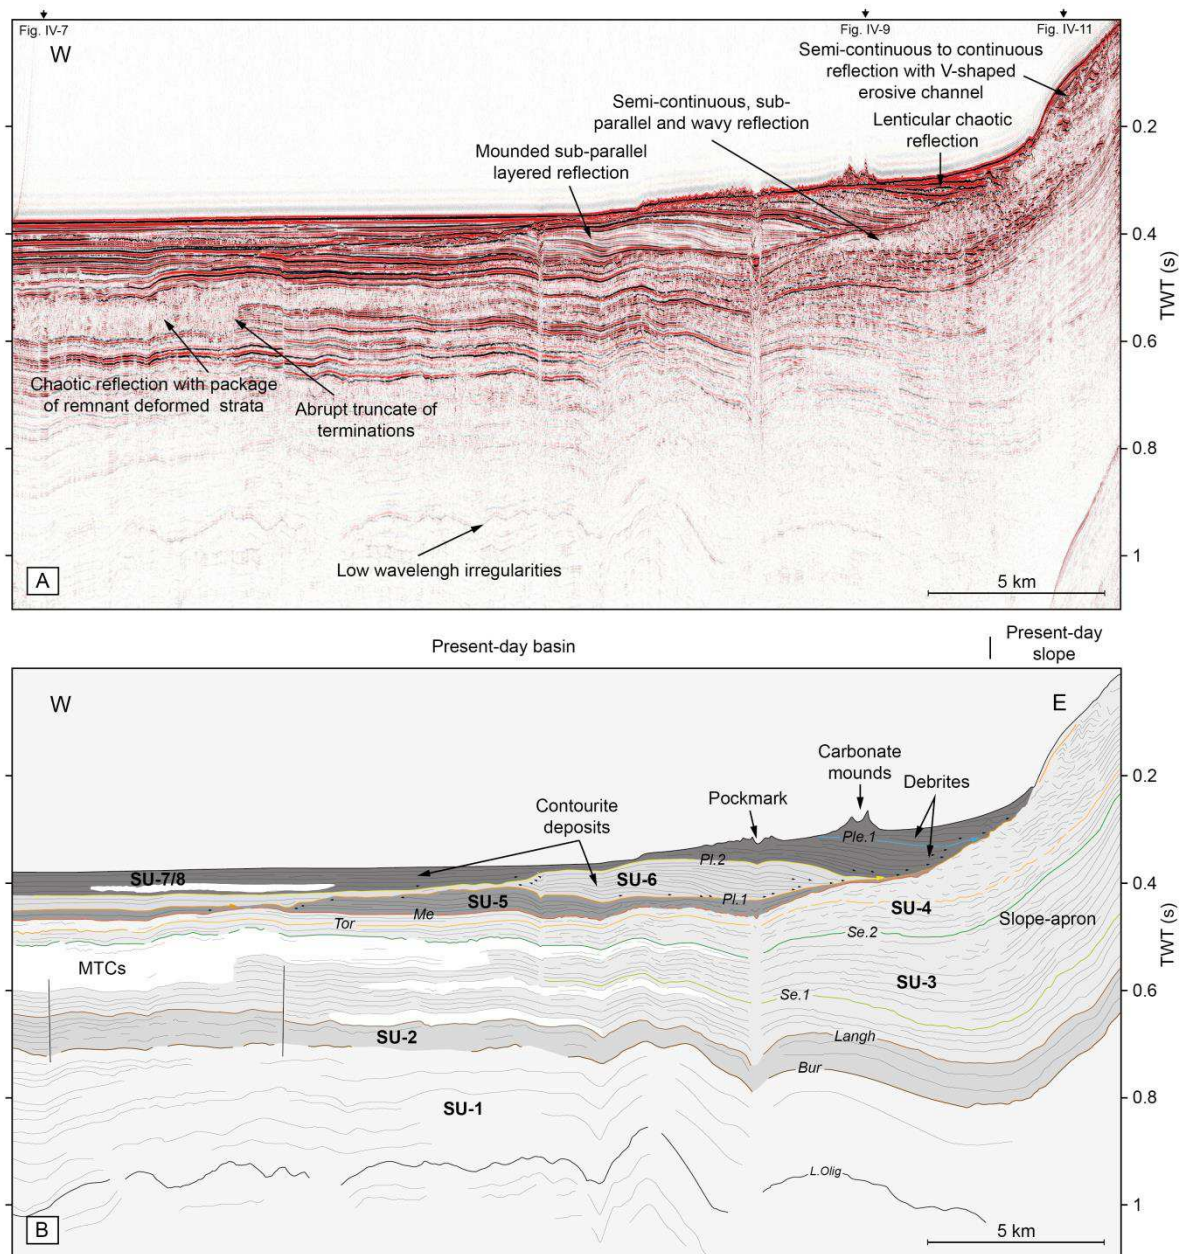 Fig. IV-7
Fig. IV-9
Fig. IV-11
W
Semi-continuous to continuous
reflection with V-shaped
erosive channel
Semi-continuous, sub-
parallel and wavy reflection
Lenticular chaotic
reflection
Mounded sub-parallel
layered reflection
0.2
0.4
TWT (s)
0.6
0.8
1
Chaotic reflection with package
of remnant deformed strata
Abrupt truncate of
terminations
Low wavelengh irregularities
A
5 km
Present-day basin
Present-day
slope
W
E
Carbonate
mounds
Debrites
Pockmark
Contourite
deposits
0.2
Ple.1
Pl.2
SU-7/8
SU-6
0.4
SU-5
Pl.1
SU-4
Me
Tor
Se.2
Slope-apron
TWT (s)
MTCs
SU-3
Se.1
0.6
SU-2
Langh
Bur
0.8
SU-1
L.Olig
1
B
5 km